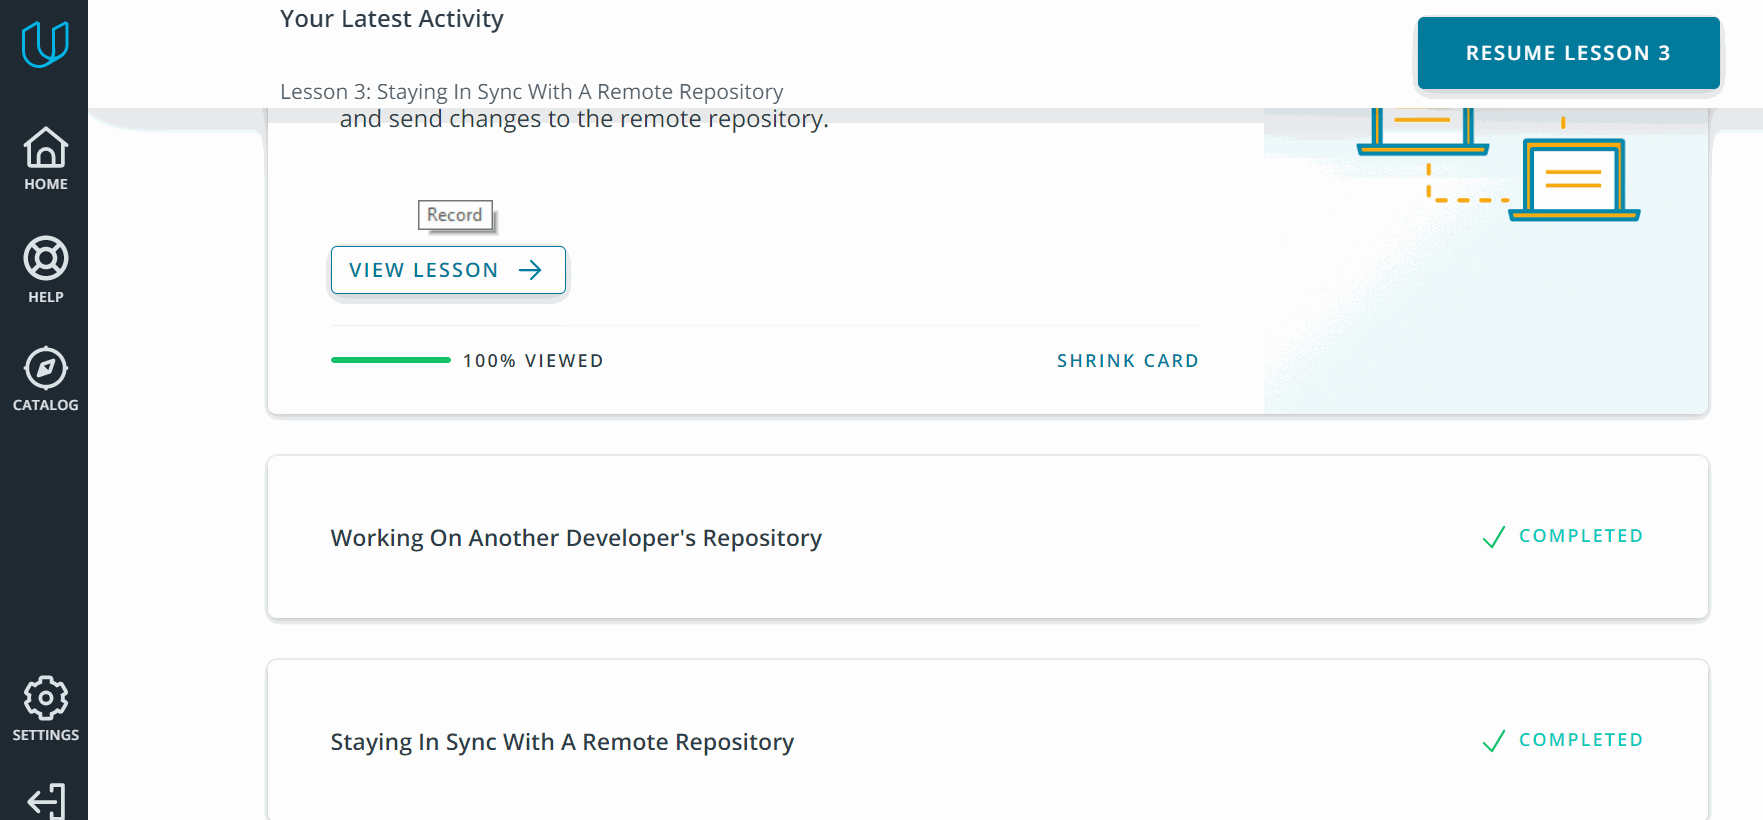 Your Latest Activity
RESUME LESSON 3
Lesson 3: Staying In Sync With A Remote Repository
and send changes to the remote repository.
HOME
Record
HELP
VIEW LESSON
100% VIEWED
SHRINK CARD
CATALOG
Working On Another Developer's Repository
COMPLETED
SETTINGS
Staying In Sync With A Remote Repository
COMPLETED